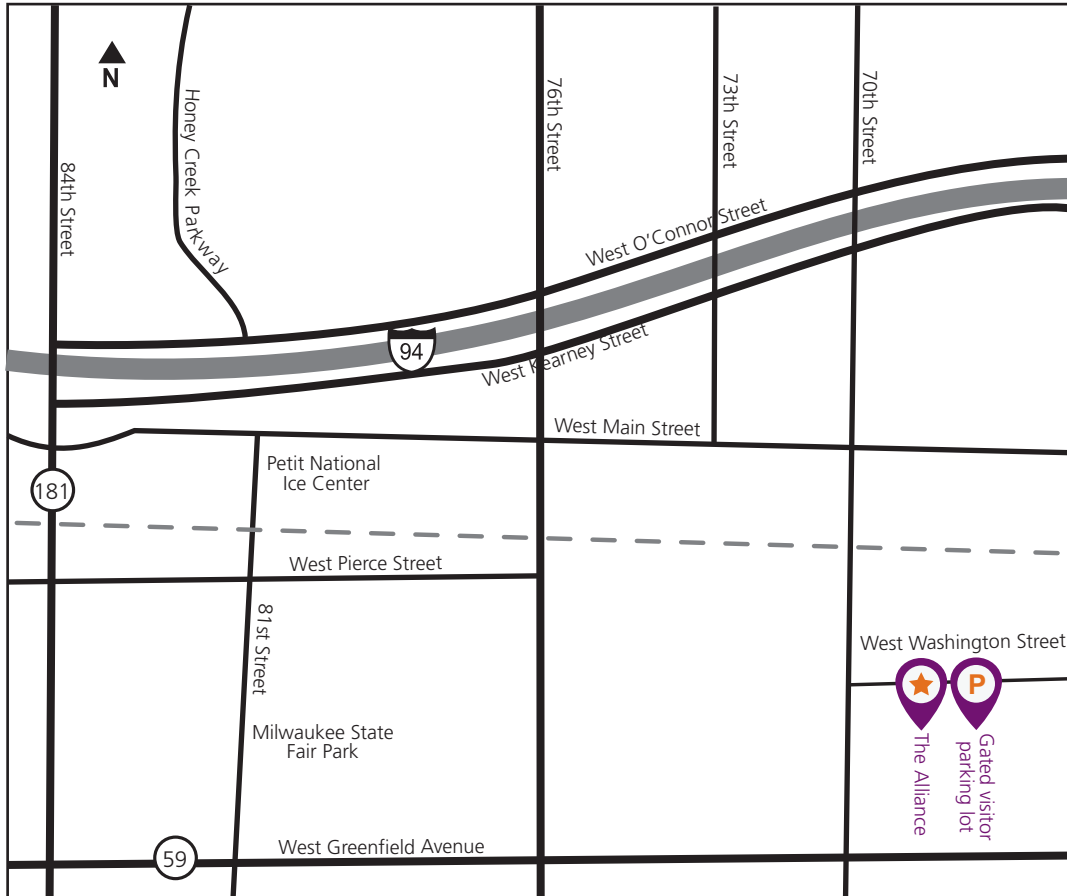 N
84th Street
Honey Creek Parkway
76th Street
73th Street
70th Street
West O'Connor Street
94
West Kearney Street
West Main Street
Petit National
Ice Center
181
West Pierce Street
81st Street
West Washington Street
P
Milwaukee State
Fair Park
The Alliance
Gated visitor
parking lot
West Greenfield Avenue
59